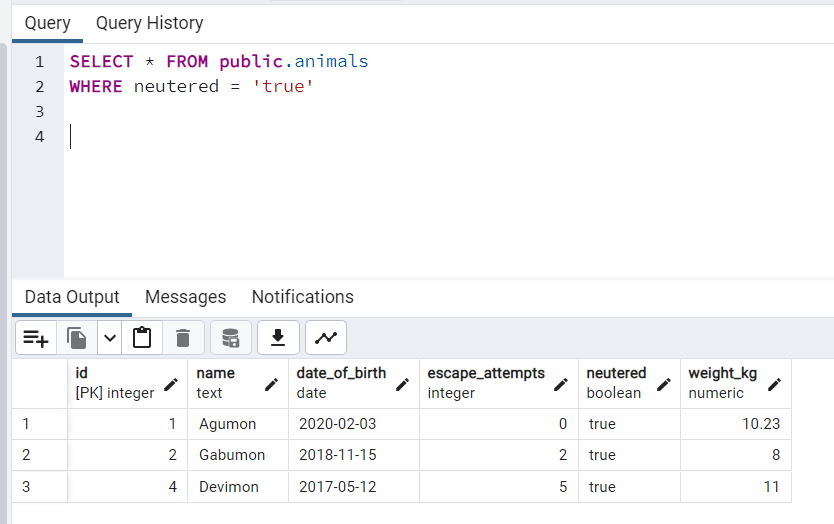 Query Query History
1 SELECT * FROM public.animals
2 WHERE neutered = 'true'
3
4
Data Output Messages Notifications
id name date_of_birth escape_attempts neutered weight_kg
[PK] integer text date integer boolean numeric
1 1 Agumon 2020-02-03 0 true 10.23
2 2 Gabumon 2018-11-15 2 true 8
3 4 Devimon 2017-05-12 5 true 11